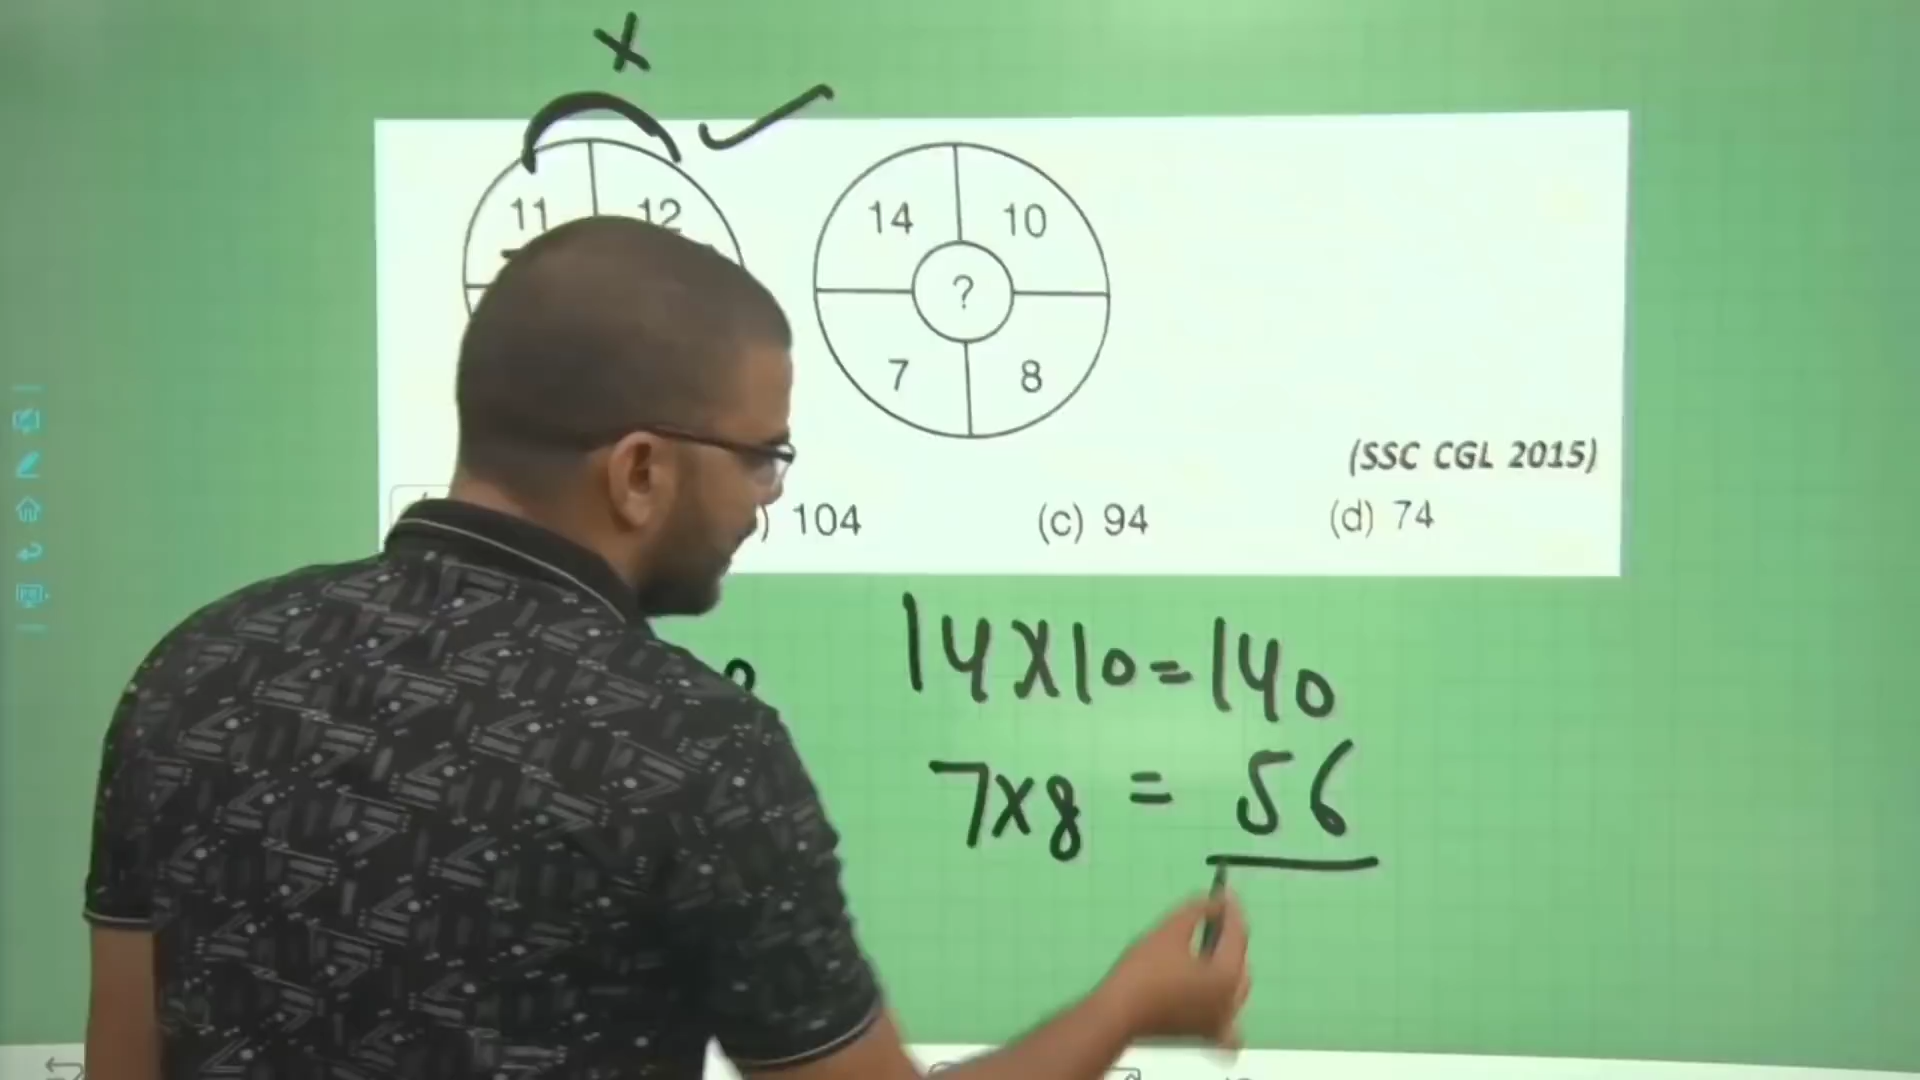 X
11 12
14 10
?
7 8
(SSC CGL 2015)
) 104 (c) 94 (d) 74
14X10=140
7x8 = 56